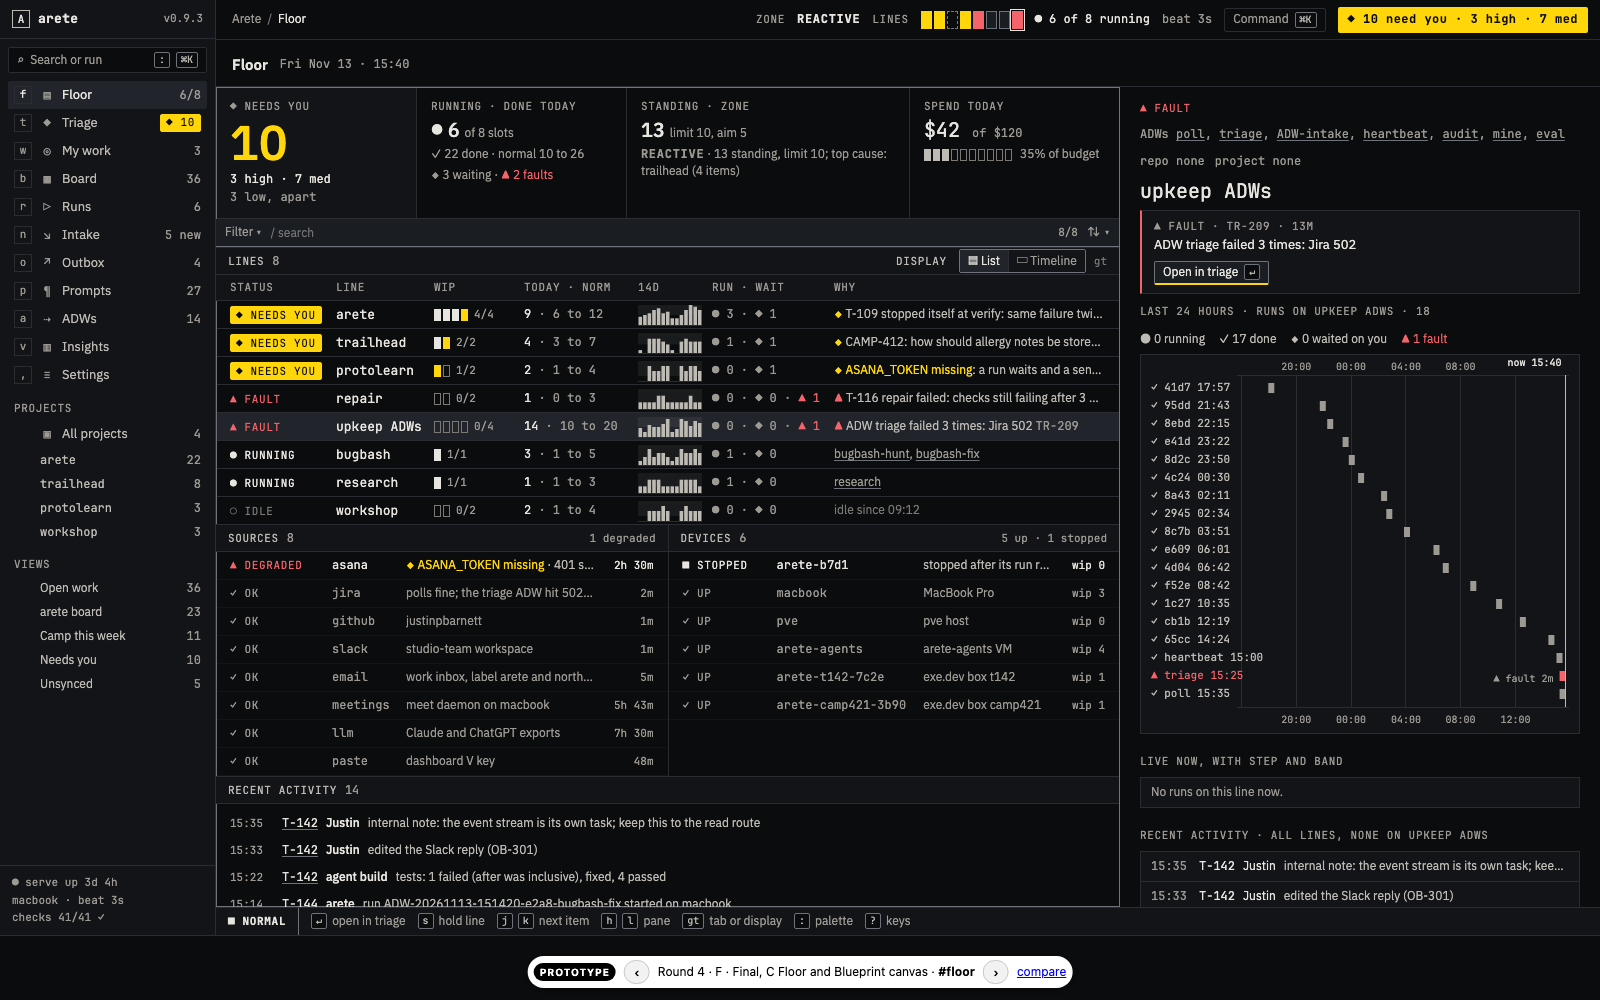 A arete v0.9.3
Search or run : ⌘K
f Floor 6/8
t Triage ◆ 10
w My work 3
b Board 36
r Runs 6
n Intake 5 new
o Outbox 4
p Prompts 27
a ADWs 14
v Insights
, Settings
PROJECTS
All projects 4
arete 22
trailhead 8
protolearn 3
workshop 3
VIEWS
Open work 36
arete board 23
Camp this week 11
Needs you 10
Unsynced 5
● serve up 3d 4h
macbook · beat 3s
checks 41/41 ✓
Arete / Floor
ZONE REACTIVE LINES ● 6 of 8 running beat 3s Command ⌘K ◆ 10 need you · 3 high · 7 med
Floor Fri Nov 13 · 15:40
◆ NEEDS YOU
10
3 high · 7 med
3 low, apart
RUNNING · DONE TODAY
● 6 of 8 slots
✓ 22 done · normal 10 to 26
◆ 3 waiting · ▲ 2 faults
STANDING · ZONE
13 limit 10, aim 5
REACTIVE · 13 standing, limit 10; top cause:
trailhead (4 items)
SPEND TODAY
$42 of $120
35% of budget
Filter ▾ / search 8/8 ⇅ ▾
LINES 8 DISPLAY List Timeline gt
STATUS LINE WIP TODAY · NORM 14D RUN · WAIT WHY
◆ NEEDS YOU arete 4/4 9 · 6 to 12 ● 3 · ◆ 1 ◆ T-109 stopped itself at verify: same failure twi…
◆ NEEDS YOU trailhead 2/2 4 · 3 to 7 ● 1 · ◆ 1 ◆ CAMP-412: how should allergy notes be store…
◆ NEEDS YOU protolearn 1/2 2 · 1 to 4 ● 0 · ◆ 1 ◆ ASANA_TOKEN missing: a run waits and a sen…
▲ FAULT repair 0/2 1 · 0 to 3 ● 0 · ◆ 0 · ▲ 1 ▲ T-116 repair failed: checks still failing after 3 …
▲ FAULT upkeep ADWs 0/4 14 · 10 to 20 ● 0 · ◆ 0 · ▲ 1 ▲ ADW triage failed 3 times: Jira 502 TR-209
● RUNNING bugbash 1/1 3 · 1 to 5 ● 1 · ◆ 0 bugbash-hunt, bugbash-fix
● RUNNING research 1/1 1 · 1 to 3 ● 1 · ◆ 0 research
○ IDLE workshop 0/2 2 · 1 to 4 ● 0 · ◆ 0 idle since 09:12
SOURCES 8 1 degraded
▲ DEGRADED asana ◆ ASANA_TOKEN missing · 401 s… 2h 30m
✓ OK jira polls fine; the triage ADW hit 502… 2m
✓ OK github justinpbarnett 1m
✓ OK slack studio-team workspace 1m
✓ OK email work inbox, label arete and north… 5m
✓ OK meetings meet daemon on macbook 5h 43m
✓ OK llm Claude and ChatGPT exports 7h 30m
✓ OK paste dashboard V key 48m
DEVICES 6 5 up · 1 stopped
■ STOPPED arete-b7d1 stopped after its run r… wip 0
✓ UP macbook MacBook Pro wip 3
✓ UP pve pve host wip 0
✓ UP arete-agents arete-agents VM wip 4
✓ UP arete-t142-7c2e exe.dev box t142 wip 1
✓ UP arete-camp421-3b90 exe.dev box camp421 wip 1
RECENT ACTIVITY 14
15:35 T-142 Justin internal note: the event stream is its own task; keep this to the read route
15:33 T-142 Justin edited the Slack reply (OB-301)
15:22 T-142 agent build tests: 1 failed (after was inclusive), fixed, 4 passed
15:14 T-144 arete run ADW-20261113-151420-e2a8-bugbash-fix started on macbook
■ NORMAL ↵ open in triage s hold line j k next item h l pane gt tab or display : palette ? keys
▲ FAULT
ADWs poll, triage, ADW-intake, heartbeat, audit, mine, eval
repo none project none
upkeep ADWs
▲ FAULT · TR-209 · 13M
ADW triage failed 3 times: Jira 502
Open in triage ↵
LAST 24 HOURS · RUNS ON UPKEEP ADWS · 18
● 0 running ✓ 17 done ◆ 0 waited on you ▲ 1 fault
20:00 00:00 04:00 08:00 now 15:40
✓ 41d7 17:57
✓ 95dd 21:43
✓ 8ebd 22:15
✓ e41d 23:22
✓ 8d2c 23:50
✓ 4c24 00:30
✓ 8a43 02:11
✓ 2945 02:34
✓ 8c7b 03:51
✓ e609 06:01
✓ 4d04 06:42
✓ f52e 08:42
✓ 1c27 10:35
✓ cb1b 12:19
✓ 65cc 14:24
✓ heartbeat 15:00
▲ triage 15:25 ▲ fault 2m
✓ poll 15:35
20:00 00:00 04:00 08:00 12:00
LIVE NOW, WITH STEP AND BAND
No runs on this line now.
RECENT ACTIVITY · ALL LINES, NONE ON UPKEEP ADWS
15:35 T-142 Justin internal note: the event stream is its own task; kee…
15:33 T-142 Justin edited the Slack reply (OB-301)
PROTOTYPE ‹ Round 4 · F · Final, C Floor and Blueprint canvas · #floor › compare